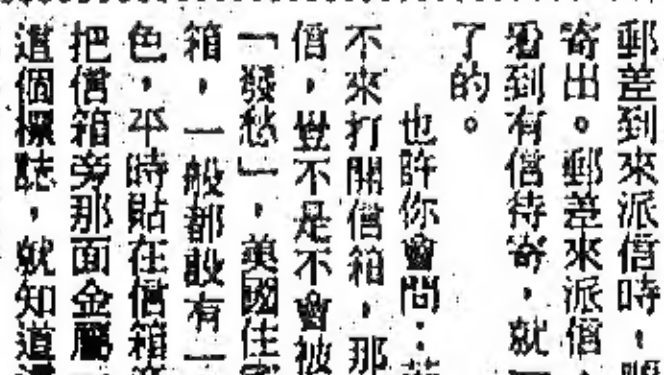 郵差到來派信時，
寄出。郵差來派信，
看到有信待寄，就
了的。
也許你會問：
不來打開信箱，那
信，豈不是不會被
「發愁」，美國住
箱，一般都設有一
色，平時貼在信箱
把信箱旁那面金屬
這個標誌，就知道